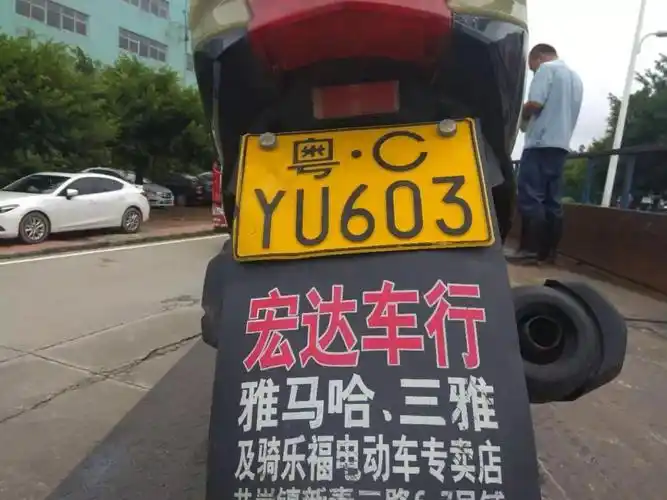 粤·C
YU603
宏达车行
雅马哈、三雅
及骑乐福电动车专卖店